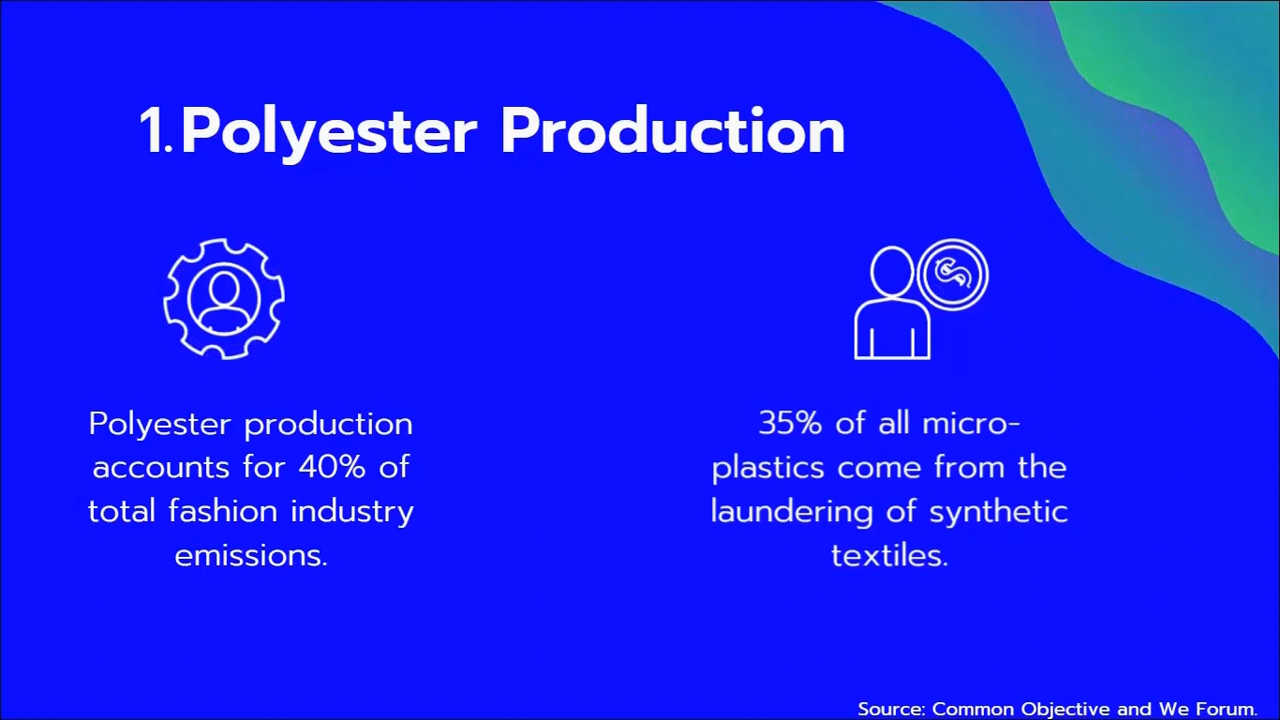 1.Polyester Production
Polyester production
accounts for 40% of
total fashion industry
emissions.
35% of all micro-
plastics come from the
laundering of synthetic
textiles.
Source: Common Objective and We Forum.